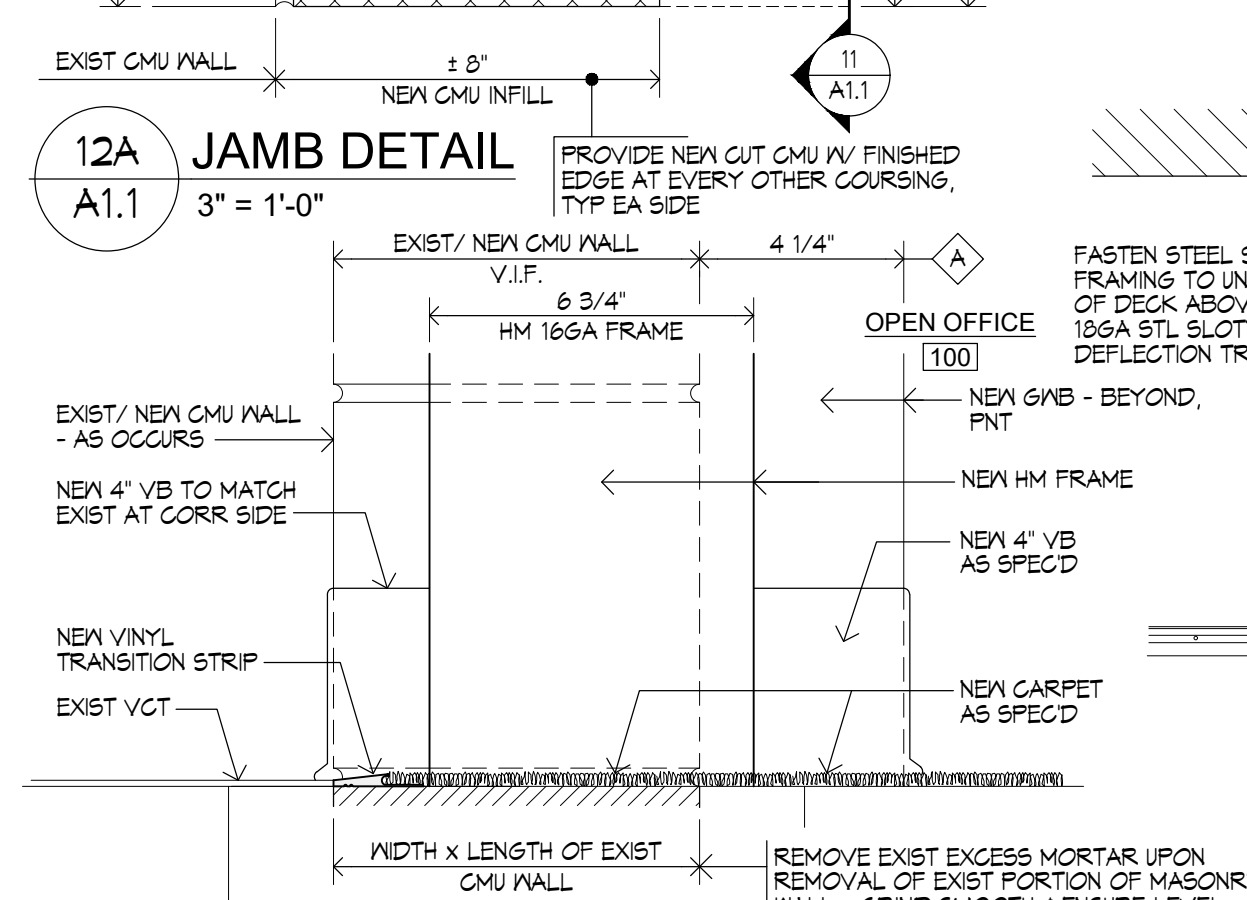 EXIST CMU WALL
± 8"
NEW CMU INFILL
11
A1.1
12A
A1.1
JAMB DETAIL
3" = 1'-0"
PROVIDE NEW CUT CMU W/ FINISHED
EDGE AT EVERY OTHER COURSING,
TYP EA SIDE
EXIST/ NEW CMU WALL
V.I.F.
4 1/4"
A
6 3/4"
HM 16GA FRAME
OPEN OFFICE
100
FASTEN STEEL S
FRAMING TO UN
OF DECK ABOV
18GA STL SLOT
DEFLECTION TR
EXIST/ NEW CMU WALL
- AS OCCURS
NEW GWB - BEYOND,
PNT
NEW 4" VB TO MATCH
EXIST AT CORR SIDE
NEW HM FRAME
NEW 4" VB
AS SPEC'D
NEW VINYL
TRANSITION STRIP
EXIST VCT
NEW CARPET
AS SPEC'D
WIDTH x LENGTH OF EXIST
CMU WALL
REMOVE EXIST EXCESS MORTAR UPON
REMOVAL OF EXIST PORTION OF MASONR